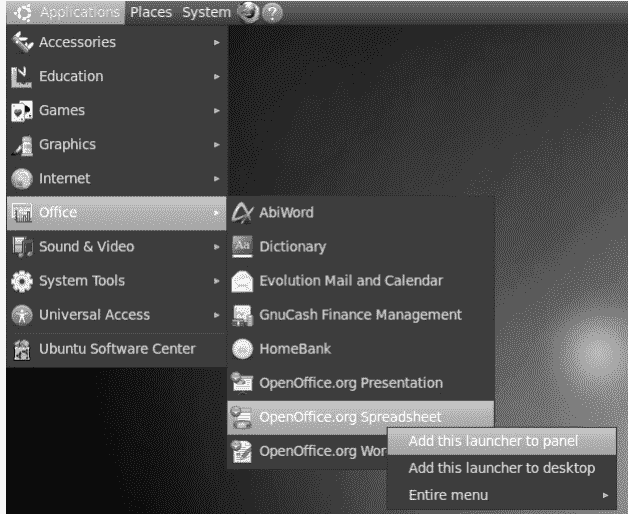 Applications Places System
Accessories
Education
Games
Graphics
Internet
Office
Sound & Video
System Tools
Universal Access
Ubuntu Software Center
AbiWord
Dictionary
Evolution Mail and Calendar
GnuCash Finance Management
HomeBank
OpenOffice.org Presentation
OpenOffice.org Spreadsheet
OpenOffice.org Wor
Add this launcher to panel
Add this launcher to desktop
Entire menu